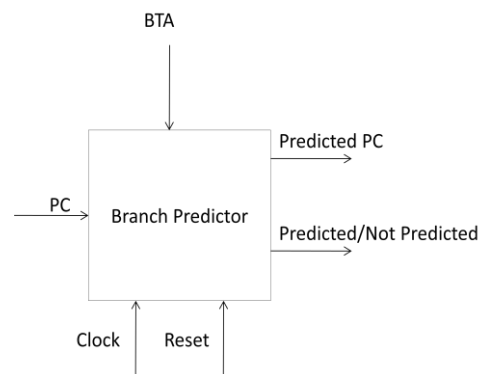 BTA
Predicted PC
PC
Branch Predictor
Predicted/Not Predicted
Clock
Reset